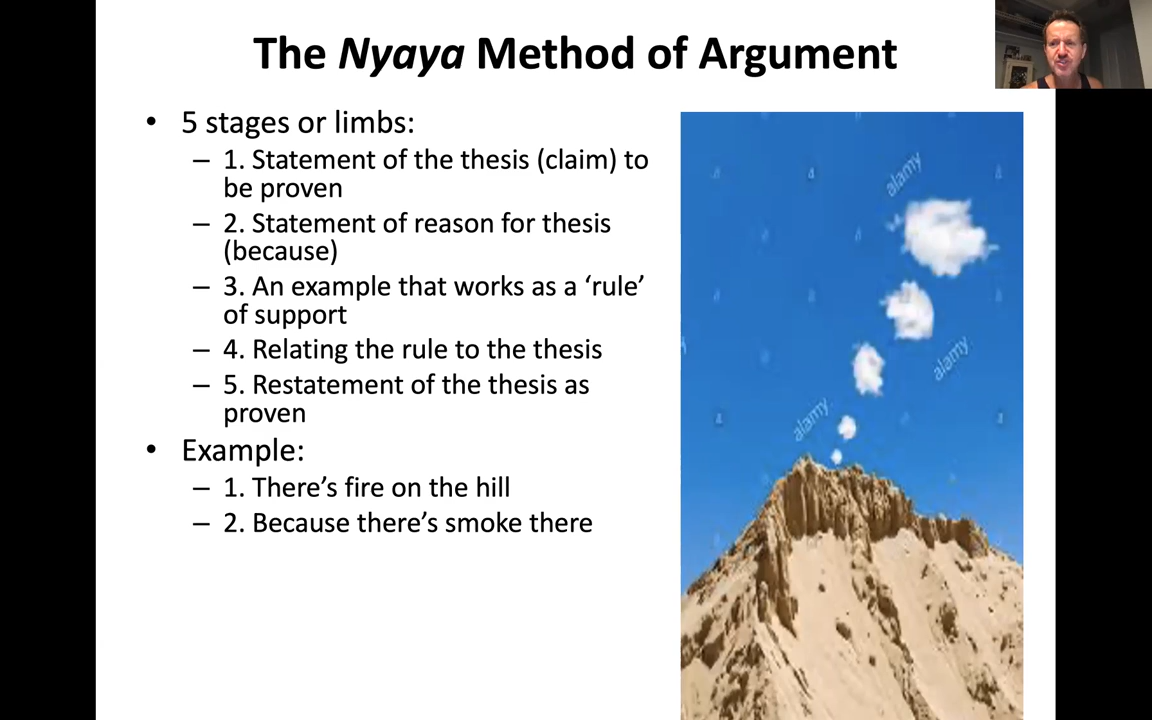 The Nyaya Method of Argument
• 5 stages or limbs:
– 1. Statement of the thesis (claim) to
be proven
– 2. Statement of reason for thesis
(because)
– 3. An example that works as a ‘rule’
of support
– 4. Relating the rule to the thesis
– 5. Restatement of the thesis as
proven
• Example:
– 1. There’s fire on the hill
– 2. Because there’s smoke there
alamy
alamy
alamy